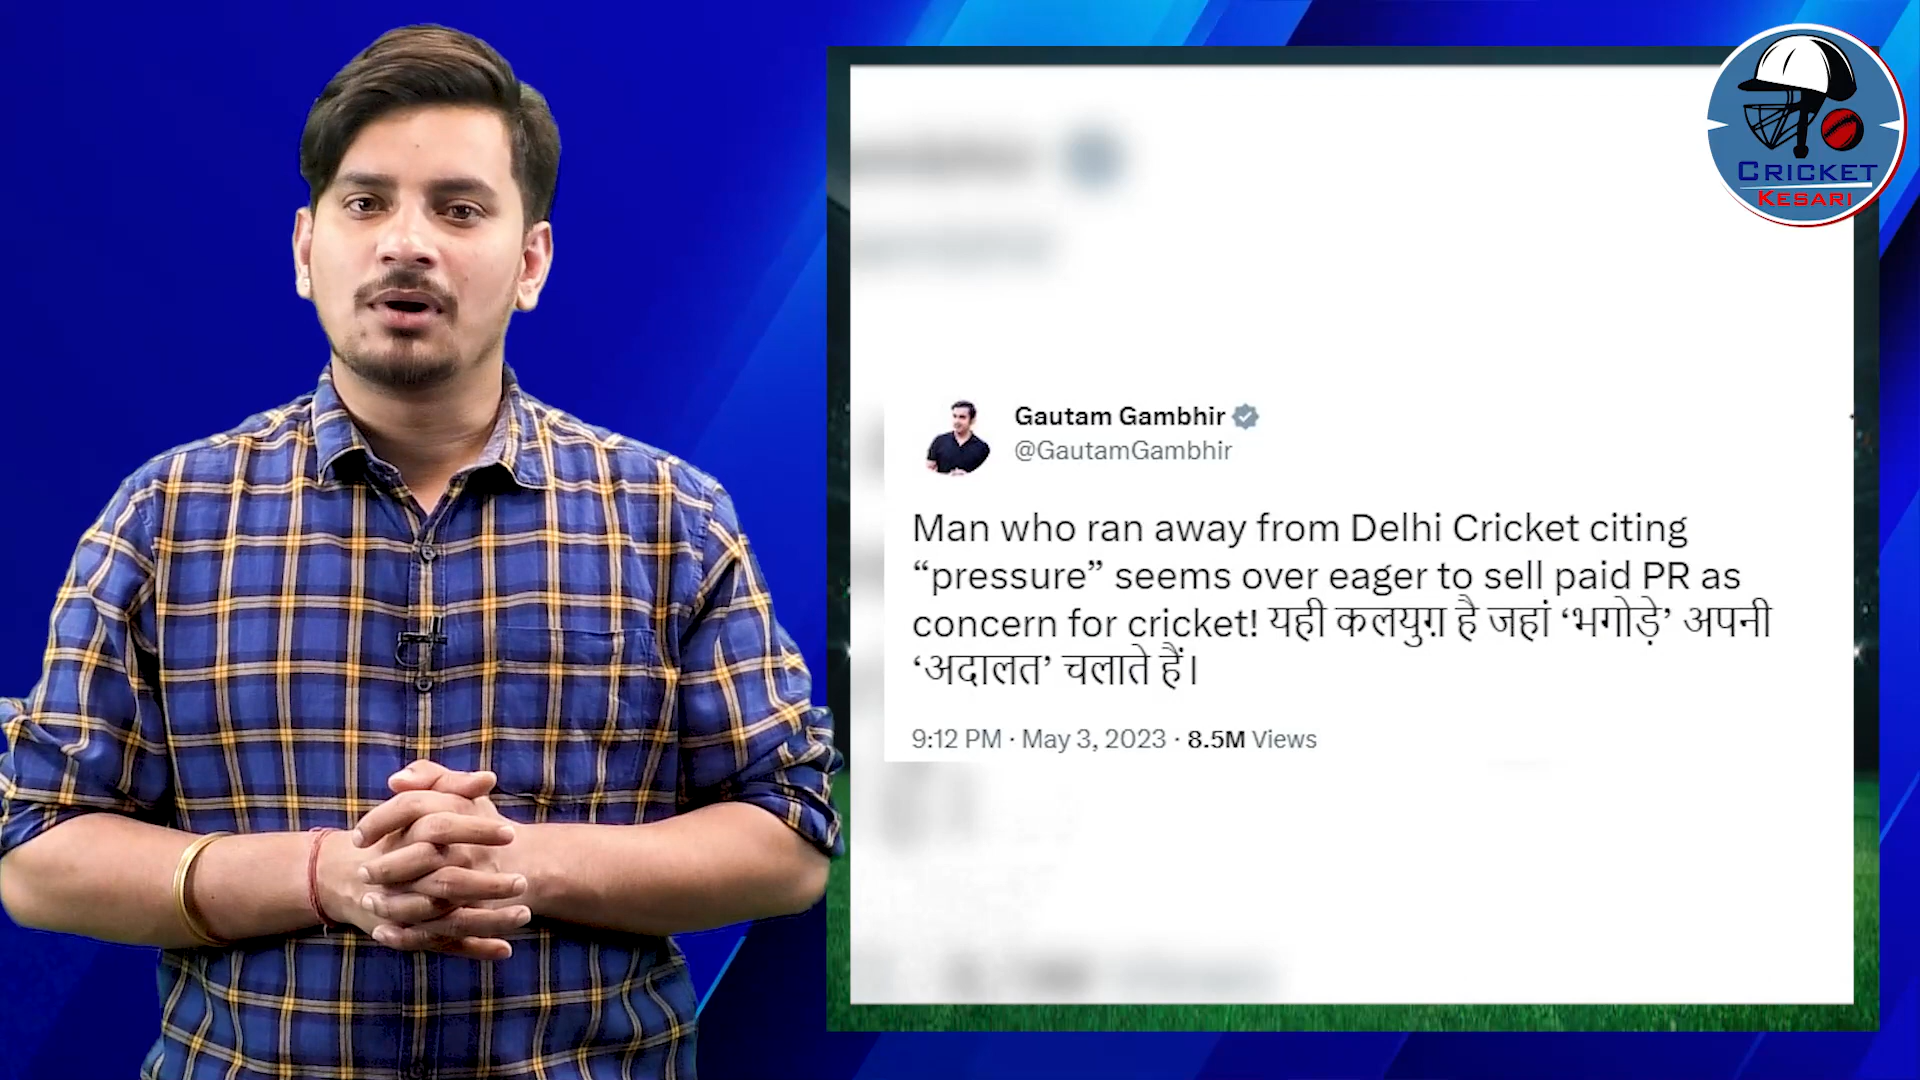 CRICKET
KESARI
Gautam Gambhir
@GautamGambhir
Man who ran away from Delhi Cricket citing
“pressure” seems over eager to sell paid PR as
concern for cricket! यही कलयुग़ है जहां ‘भगोड़े’ अपनी
‘अदालत’ चलाते हैं।
9:12 PM · May 3, 2023 · 8.5M Views